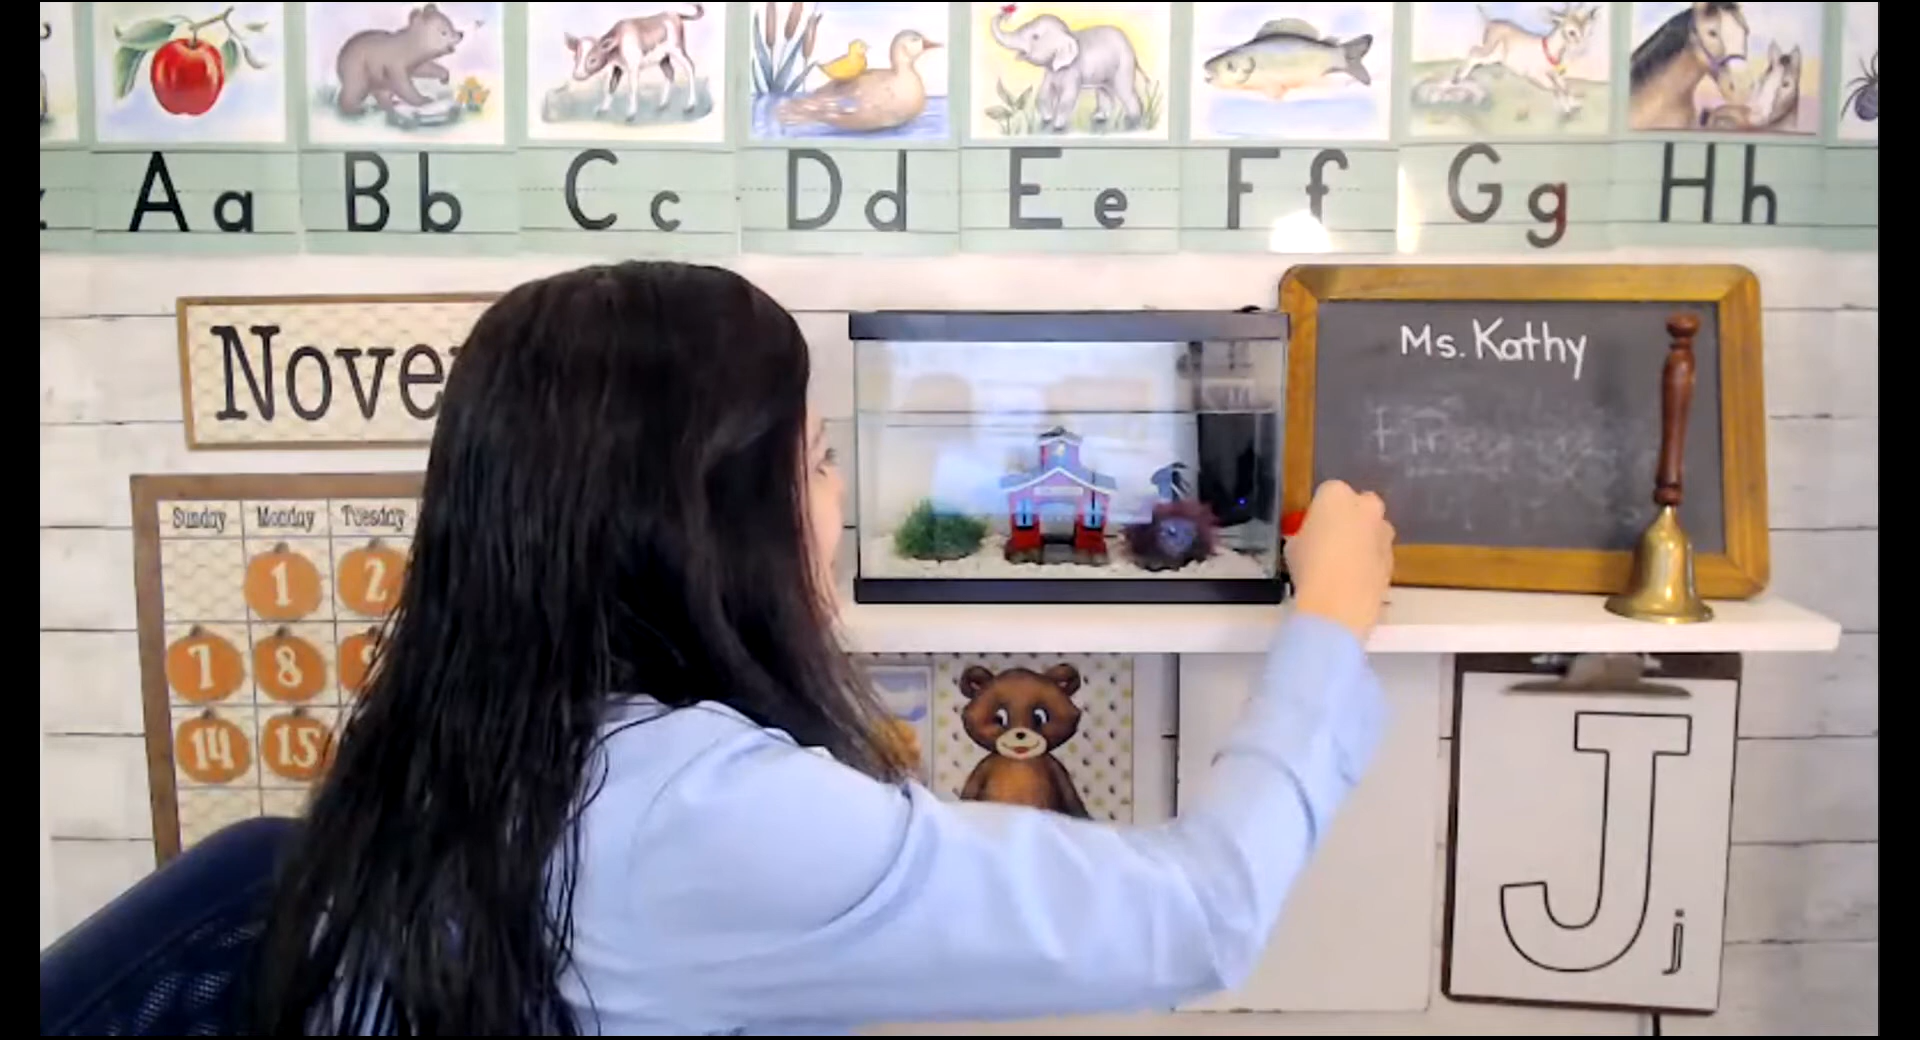 Aa Bb Cc Dd Ee Ff Gg Hh
Nove
Ms. Kathy
Sunday Monday Tuesday
1 2
7 8
14 15
J j